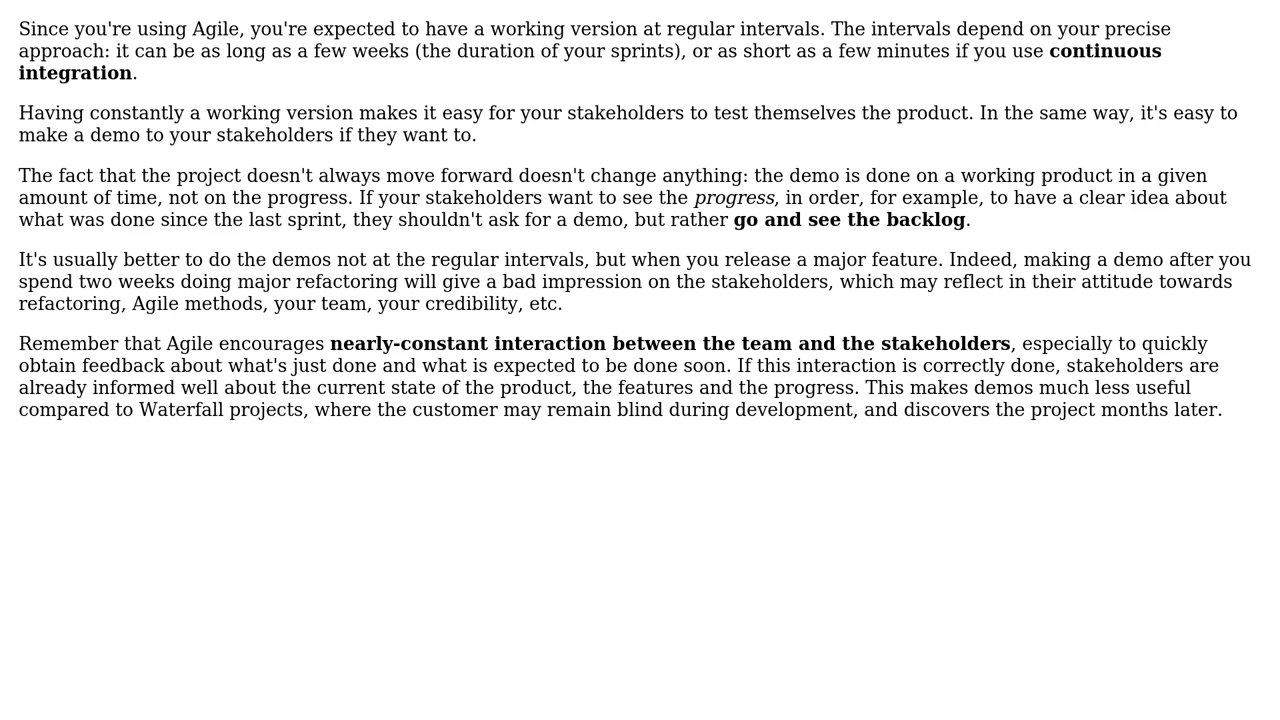 Since you're using Agile, you're expected to have a working version at regular intervals. The intervals depend on your precise
approach: it can be as long as a few weeks (the duration of your sprints), or as short as a few minutes if you use continuous
integration.
Having constantly a working version makes it easy for your stakeholders to test themselves the product. In the same way, it's easy to
make a demo to your stakeholders if they want to.
The fact that the project doesn't always move forward doesn't change anything: the demo is done on a working product in a given
amount of time, not on the progress. If your stakeholders want to see the progress, in order, for example, to have a clear idea about
what was done since the last sprint, they shouldn't ask for a demo, but rather go and see the backlog.
It's usually better to do the demos not at the regular intervals, but when you release a major feature. Indeed, making a demo after you
spend two weeks doing major refactoring will give a bad impression on the stakeholders, which may reflect in their attitude towards
refactoring, Agile methods, your team, your credibility, etc.
Remember that Agile encourages nearly-constant interaction between the team and the stakeholders, especially to quickly
obtain feedback about what's just done and what is expected to be done soon. If this interaction is correctly done, stakeholders are
already informed well about the current state of the product, the features and the progress. This makes demos much less useful
compared to Waterfall projects, where the customer may remain blind during development, and discovers the project months later.